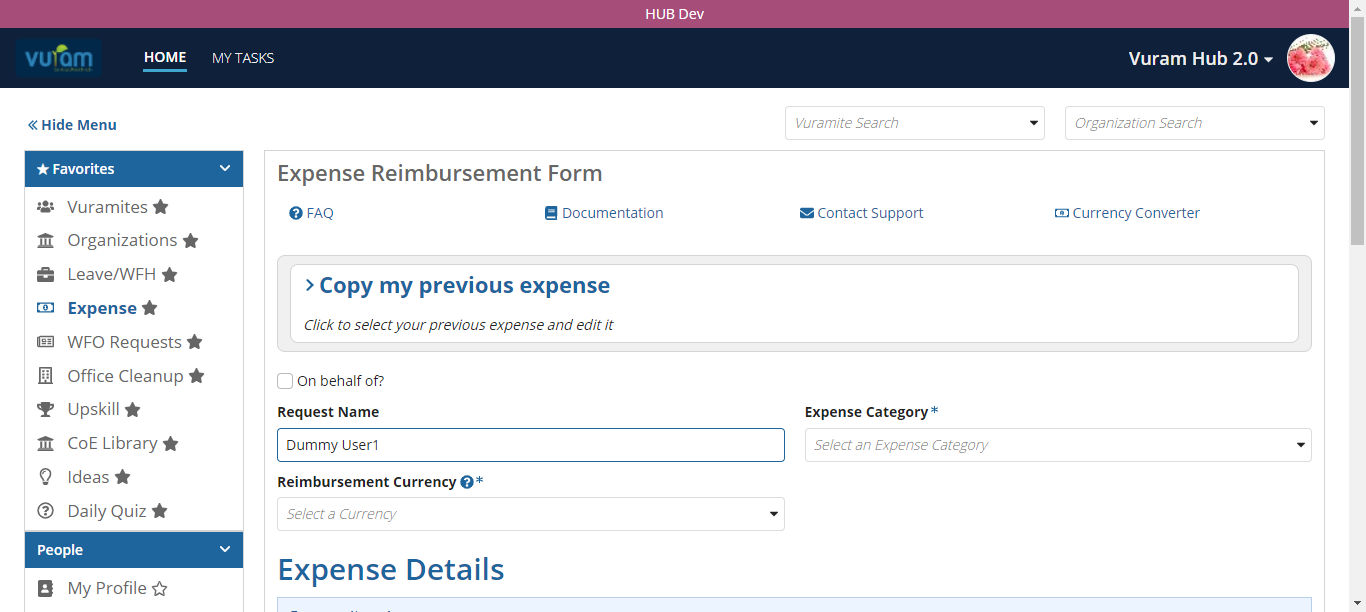 HUB Dev
vuram
HOME
MY TASKS
Vuram Hub 2.0
Hide Menu
Vuramite Search
Organization Search
Favorites
Vuramites
Organizations
Leave/WFH
Expense
WFO Requests
Office Cleanup
Upskill
CoE Library
Ideas
Daily Quiz
People
My Profile
Expense Reimbursement Form
FAQ
Documentation
Contact Support
Currency Converter
Copy my previous expense
Click to select your previous expense and edit it
On behalf of?
Request Name
Expense Category *
Dummy User1
Select an Expense Category
Reimbursement Currency *
Select a Currency
Expense Details